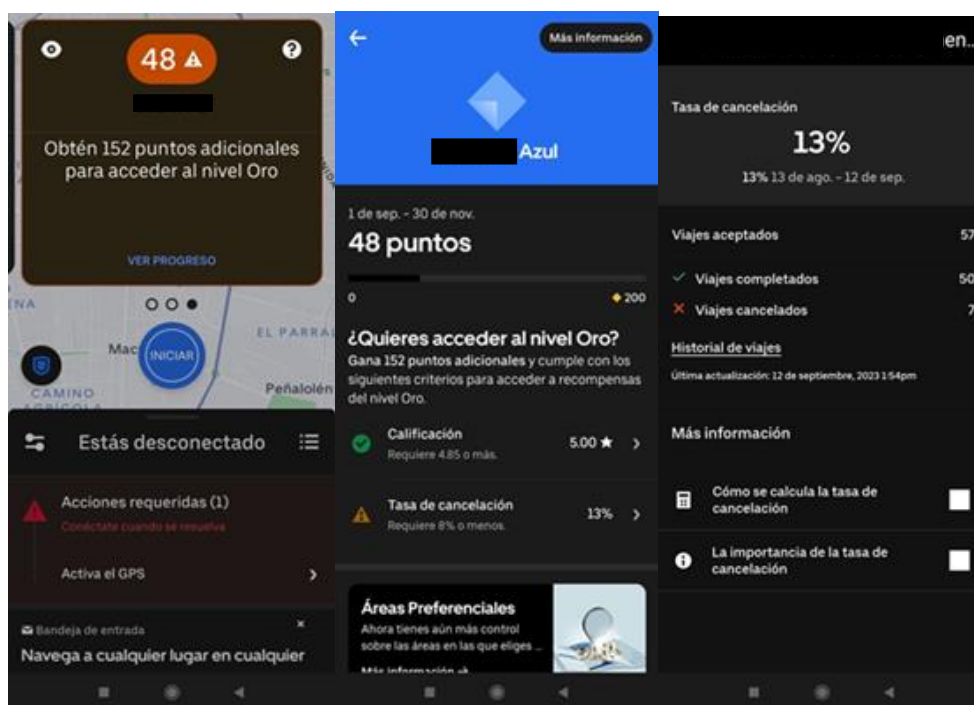 48
Obtén 152 puntos adicionales
para acceder al nivel Oro
VER PROGRESO
EL PARRAL
Mac
INICIAR
Peñalolén
CAMINO
AGRÍCOLA
Estás desconectado
Acciones requeridas (1)
Conéctate cuando se resuelva
Activa el GPS
Bandeja de entrada
Navega a cualquier lugar en cualquier
Más información
Azul
1 de sep. - 30 de nov.
48 puntos
0
200
¿Quieres acceder al nivel Oro?
Gana 152 puntos adicionales y cumple con los
siguientes criterios para acceder a recompensas
del nivel Oro.
Calificación
5.00 ★
Requiere 4.85 o más.
Tasa de cancelación
13%
Requiere 8% o menos.
Áreas Preferenciales
Ahora tienes aún más control
sobre las áreas en las que eliges ...
Más información →
en...
Tasa de cancelación
13%
13% 13 de ago. - 12 de sep.
Viajes aceptados
57
Viajes completados
50
Viajes cancelados
7
Historial de viajes
Última actualización: 12 de septiembre, 2023 1:54pm
Más información
Cómo se calcula la tasa de
cancelación
La importancia de la tasa de
cancelación